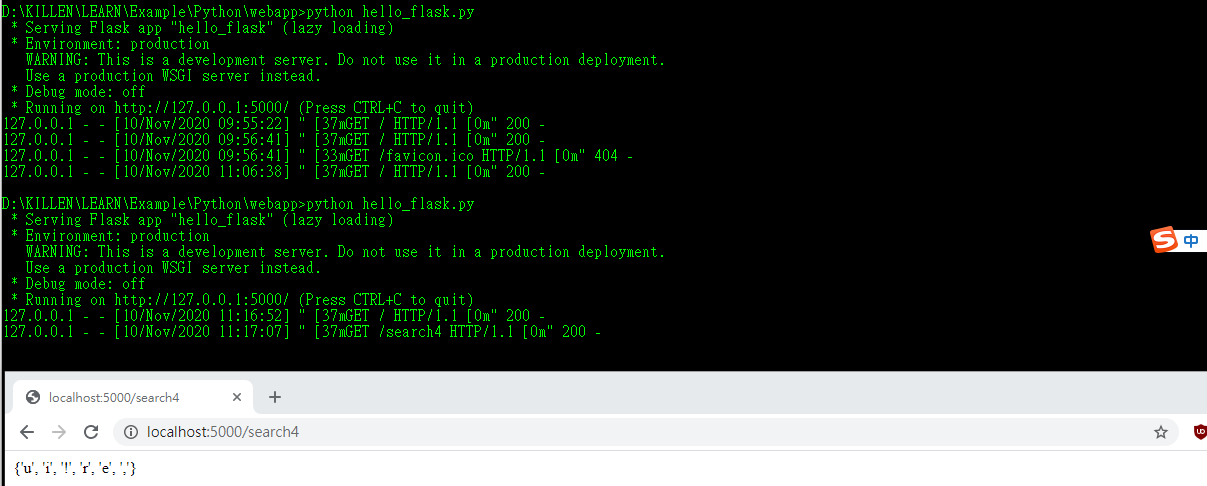 D:\KILLEN\LEARN\Example\Python\webapp>python hello_flask.py
 * Serving Flask app "hello_flask" (lazy loading)
 * Environment: production
   WARNING: This is a development server. Do not use it in a production deployment.
   Use a production WSGI server instead.
 * Debug mode: off
 * Running on http://127.0.0.1:5000/ (Press CTRL+C to quit)
127.0.0.1 - - [10/Nov/2020 09:55:22] " [37mGET / HTTP/1.1 [0m" 200 -
127.0.0.1 - - [10/Nov/2020 09:56:41] " [37mGET / HTTP/1.1 [0m" 200 -
127.0.0.1 - - [10/Nov/2020 09:56:41] " [33mGET /favicon.ico HTTP/1.1 [0m" 404 -
127.0.0.1 - - [10/Nov/2020 11:06:38] " [37mGET / HTTP/1.1 [0m" 200 -
D:\KILLEN\LEARN\Example\Python\webapp>python hello_flask.py
 * Serving Flask app "hello_flask" (lazy loading)
 * Environment: production
   WARNING: This is a development server. Do not use it in a production deployment.
   Use a production WSGI server instead.
 * Debug mode: off
 * Running on http://127.0.0.1:5000/ (Press CTRL+C to quit)
127.0.0.1 - - [10/Nov/2020 11:16:52] " [37mGET / HTTP/1.1 [0m" 200 -
127.0.0.1 - - [10/Nov/2020 11:17:07] " [37mGET /search4 HTTP/1.1 [0m" 200 -
S 中
localhost:5000/search4
localhost:5000/search4
{'u', 'i', '!', 'r', 'e', ','}